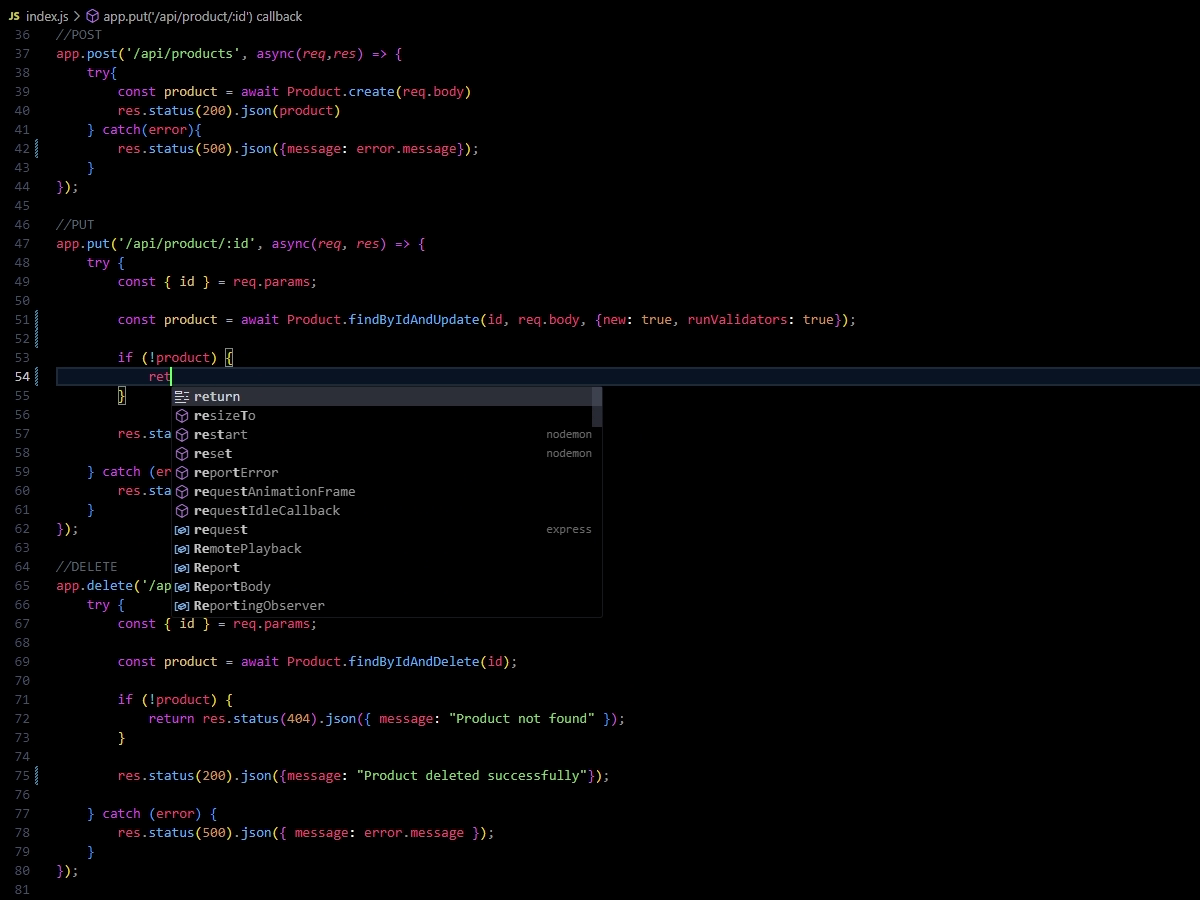 JS index.js > app.put('/api/product/:id') callback
36 //POST
37 app.post('/api/products', async(req,res) => {
38 try{
39 const product = await Product.create(req.body)
40 res.status(200).json(product)
41 } catch(error){
42 res.status(500).json({message: error.message});
43 }
44 });
45
46 //PUT
47 app.put('/api/product/:id', async(req, res) => {
48 try {
49 const { id } = req.params;
50
51 const product = await Product.findByIdAndUpdate(id, req.body, {new: true, runValidators: true});
52
53 if (!product) {
54 ret
55 }
return
56
resizeTo
57 res.sta
restart nodemon
58
reset nodemon
59 } catch (er
reportError
60 res.sta
requestAnimationFrame
61 }
requestIdleCallback
62 });
request express
63
RemotePlayback
64 //DELETE
Report
65 app.delete('/ap
ReportBody
66 try {
ReportingObserver
67 const { id } = req.params;
68
69 const product = await Product.findByIdAndDelete(id);
70
71 if (!product) {
72 return res.status(404).json({ message: "Product not found" });
73 }
74
75 res.status(200).json({message: "Product deleted successfully"});
76
77 } catch (error) {
78 res.status(500).json({ message: error.message });
79 }
80 });
81